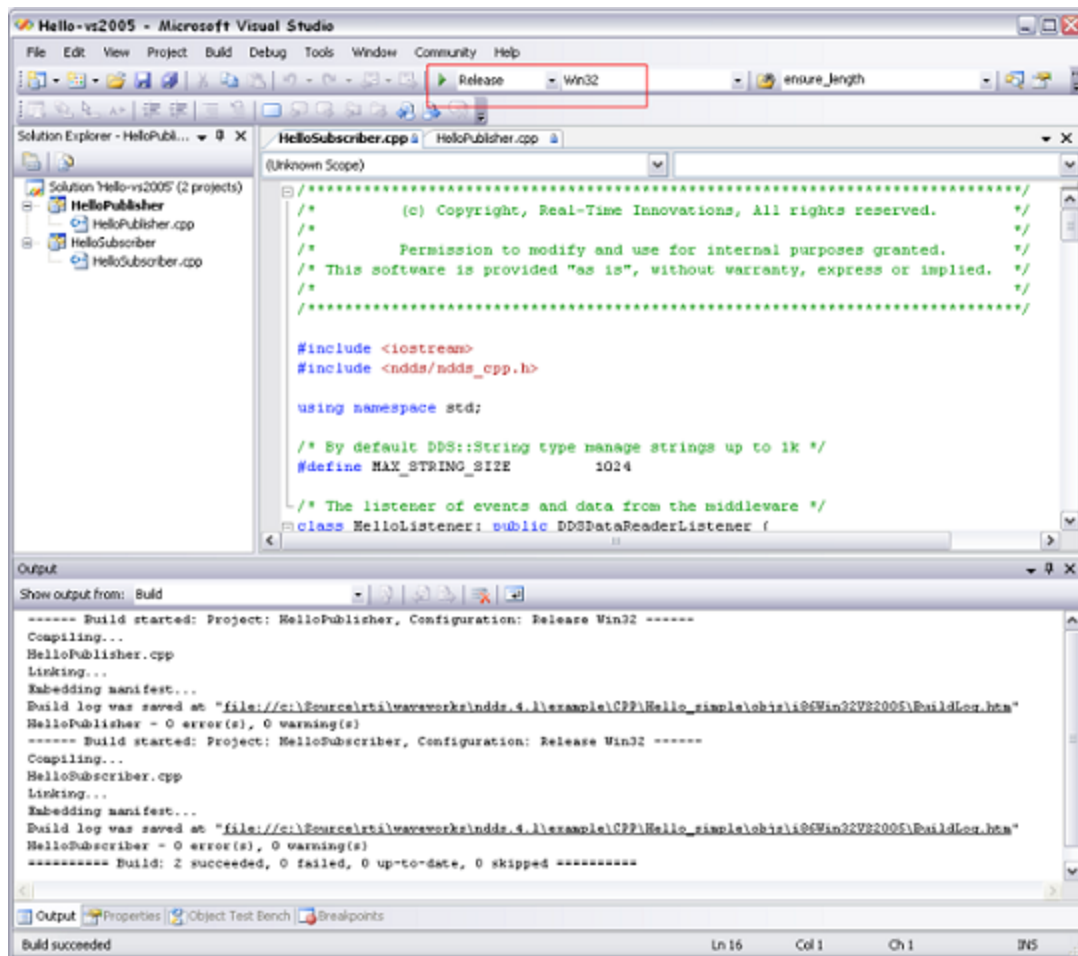 Hello-vs2005 - Microsoft Visual Studio
File Edit View Project Build Debug Tools Window Community Help
Release Win32 ensure_length
Solution Explorer - HelloPubli...
HelloSubscriber.cpp HelloPublisher.cpp
(Unknown Scope)
Solution 'Hello-vs2005' (2 projects)
HelloPublisher
HelloPublisher.cpp
HelloSubscriber
HelloSubscriber.cpp
/******************************************************************************/
/* (c) Copyright, Real-Time Innovations, All rights reserved. */
/* */
/* Permission to modify and use for internal purposes granted. */
/* This software is provided "as is", without warranty, express or implied. */
/* */
/******************************************************************************/
#include <iostream>
#include <ndds/ndds_cpp.h>
using namespace std;
/* By default DDS::String type manage strings up to 1k */
#define MAX_STRING_SIZE 1024
/* The listener of events and data from the middleware */
class HelloListener: public DDSDataReaderListener {
Output
Show output from: Build
------ Build started: Project: HelloPublisher, Configuration: Release Win32 ------
Compiling...
HelloPublisher.cpp
Linking...
Embedding manifest...
Build log was saved at "file://c:\Source\rti\waveworks\ndds.4.1\example\CPP\Hello_simple\objs\i86Win32VS2005\BuildLog.htm"
HelloPublisher - 0 error(s), 0 warning(s)
------ Build started: Project: HelloSubscriber, Configuration: Release Win32 ------
Compiling...
HelloSubscriber.cpp
Linking...
Embedding manifest...
Build log was saved at "file://c:\Source\rti\waveworks\ndds.4.1\example\CPP\Hello_simple\objs\i86Win32VS2005\BuildLog.htm"
HelloSubscriber - 0 error(s), 0 warning(s)
========== Build: 2 succeeded, 0 failed, 0 up-to-date, 0 skipped ==========
Output Properties Object Test Bench Breakpoints
Build succeeded Ln 16 Col 1 Ch 1 INS